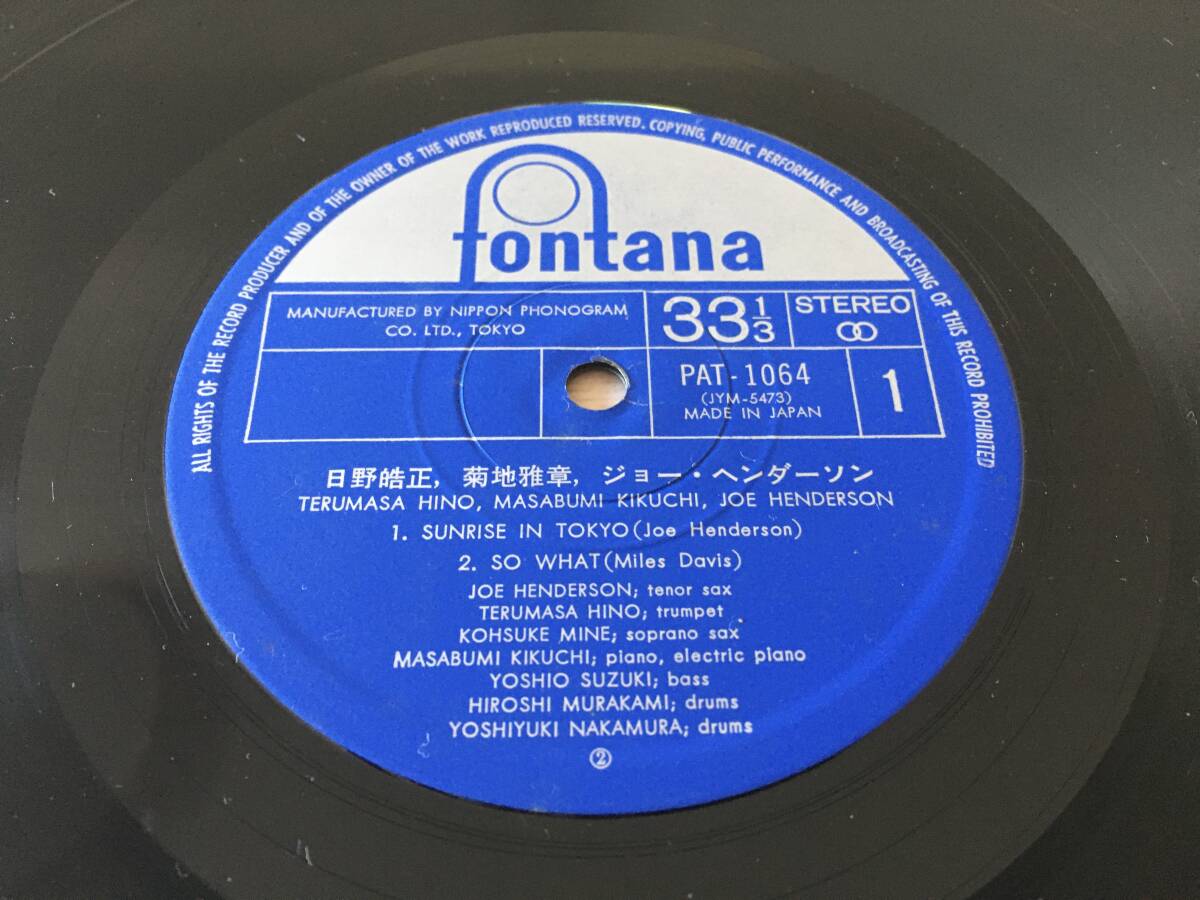 ALL RIGHTS OF THE RECORD PRODUCER AND OF THE OWNER OF THE WORK REPRODUCED RESERVED. COPYING, PUBLIC PERFORMANCE AND BROADCASTING OF THIS RECORD PROHIBITED
fontana
MANUFACTURED BY NIPPON PHONOGRAM
CO. LTD., TOKYO
33 1/3
STEREO
PAT-1064
(JYM-5473)
MADE IN JAPAN
1
日野皓正, 菊地雅章, ジョー・ヘンダーソン
TERUMASA HINO, MASABUMI KIKUCHI, JOE HENDERSON
1. SUNRISE IN TOKYO (Joe Henderson)
2. SO WHAT (Miles Davis)
JOE HENDERSON; tenor sax
TERUMASA HINO; trumpet
KOHSUKE MINE; soprano sax
MASABUMI KIKUCHI; piano, electric piano
YOSHIO SUZUKI; bass
HIROSHI MURAKAMI; drums
YOSHIYUKI NAKAMURA; drums
②